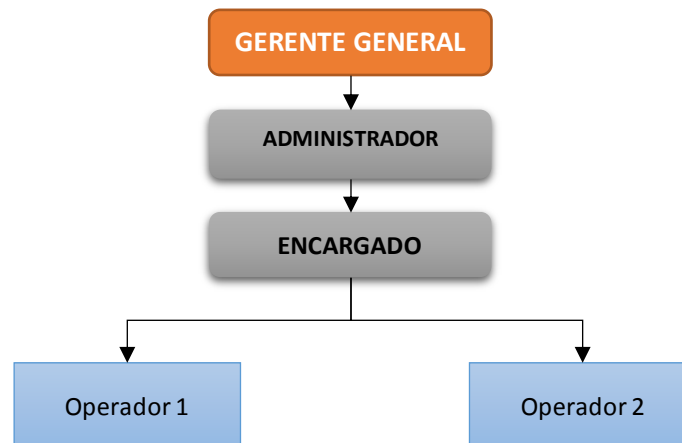 GERENTE GENERAL
ADMINISTRADOR
ENCARGADO
Operador 1
Operador 2